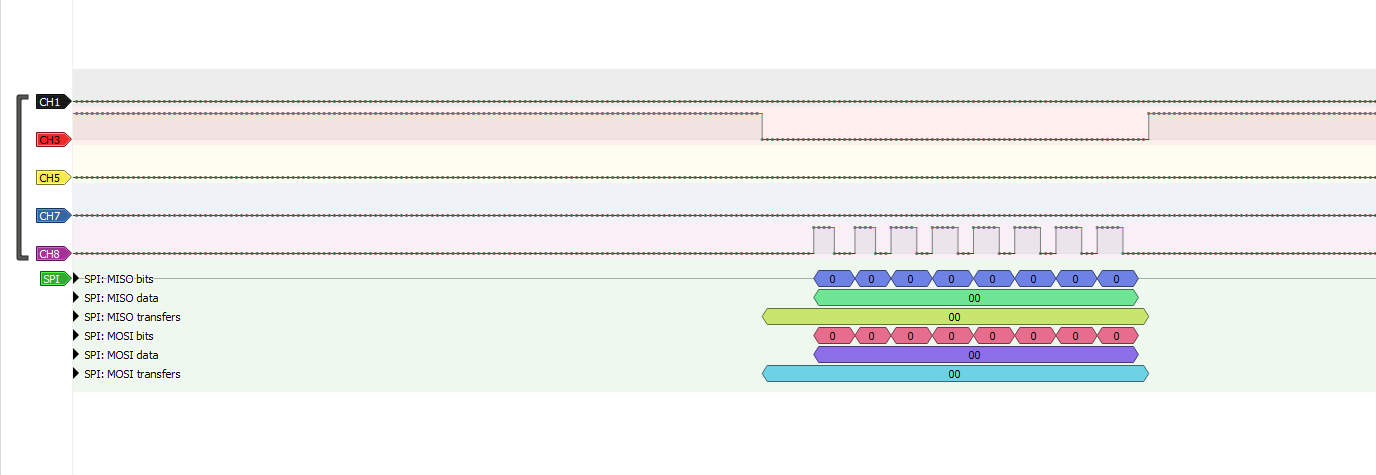 CH1
CH3
CH5
CH7
CH8
SPI SPI: MISO bits 0 0 0 0 0 0 0 0
SPI: MISO data 00
SPI: MISO transfers 00
SPI: MOSI bits 0 0 0 0 0 0 0 0
SPI: MOSI data 00
SPI: MOSI transfers 00